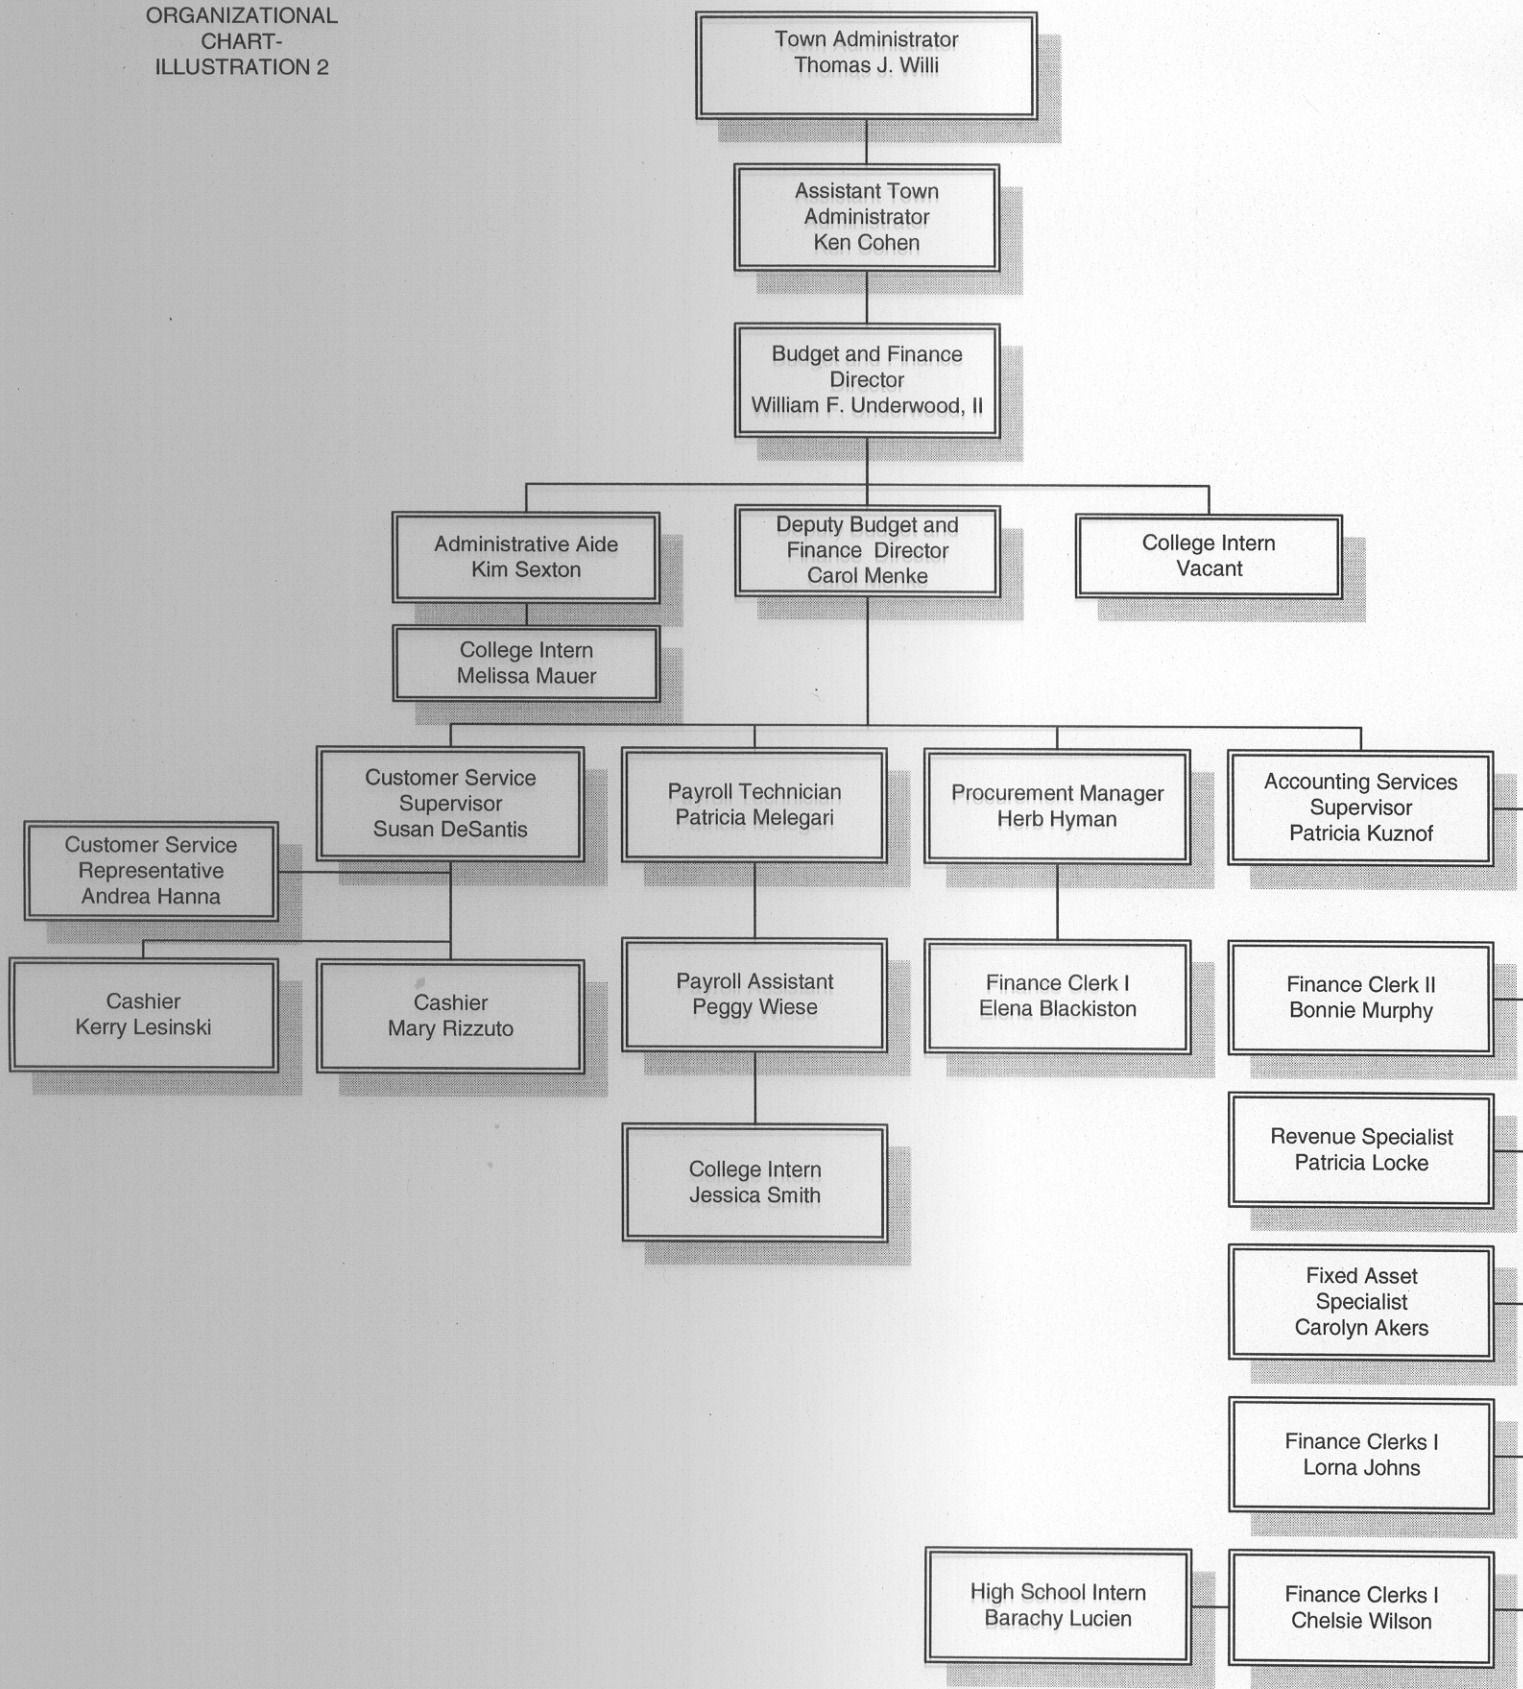 ORGANIZATIONAL
CHART-
ILLUSTRATION 2
Town Administrator
Thomas J. Willi
Assistant Town
Administrator
Ken Cohen
Budget and Finance
Director
William F. Underwood, II
Administrative Aide
Kim Sexton
Deputy Budget and
Finance Director
Carol Menke
College Intern
Vacant
College Intern
Melissa Mauer
Customer Service
Supervisor
Susan DeSantis
Payroll Technician
Patricia Melegari
Procurement Manager
Herb Hyman
Accounting Services
Supervisor
Patricia Kuznof
Customer Service
Representative
Andrea Hanna
Cashier
Kerry Lesinski
Cashier
Mary Rizzuto
Payroll Assistant
Peggy Wiese
Finance Clerk I
Elena Blackiston
Finance Clerk II
Bonnie Murphy
College Intern
Jessica Smith
Revenue Specialist
Patricia Locke
Fixed Asset
Specialist
Carolyn Akers
Finance Clerks I
Lorna Johns
High School Intern
Barachy Lucien
Finance Clerks I
Chelsie Wilson